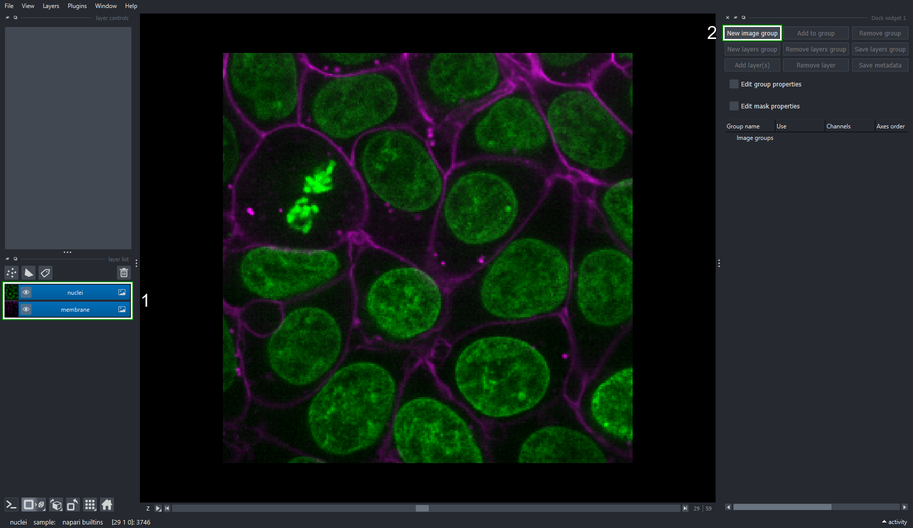 File View Layers Plugins Window Help
layer controls
Dock widget 1
2
New image group Add to group Remove group
New layers group Remove layers group Save layers group
Add layer(s) Remove layer Save metadata
Edit group properties
Edit mask properties
Group name Use Channels Axes order
Image groups
layer list
nuclei
membrane
1
Z 29 59
nuclei sample: napari builtins [29 1 0]: 3746
activity